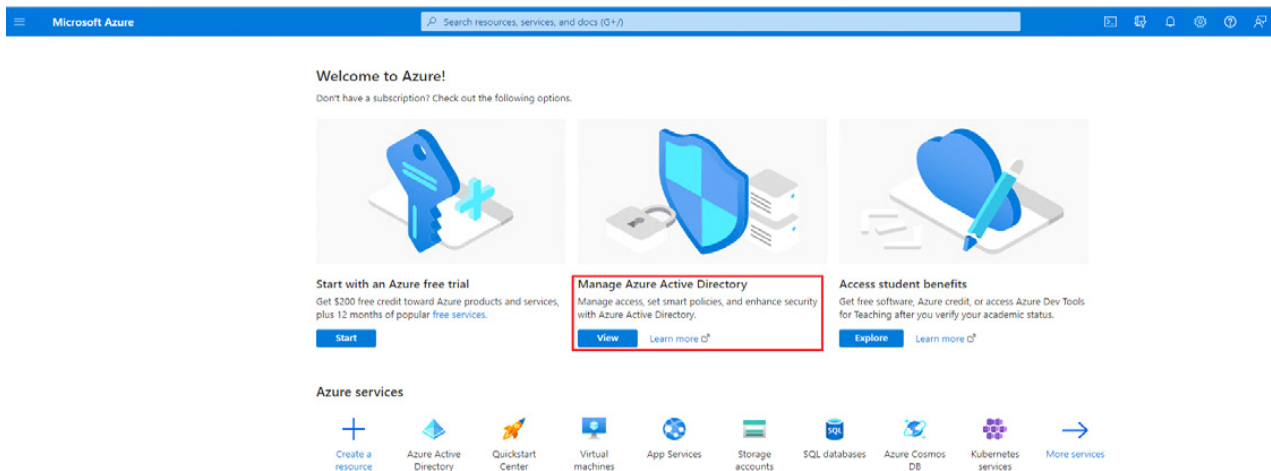 Microsoft Azure
Search resources, services, and docs (G+/)
Welcome to Azure!
Don't have a subscription? Check out the following options.
Start with an Azure free trial
Get $200 free credit toward Azure products and services,
plus 12 months of popular free services.
Start
Manage Azure Active Directory
Manage access, set smart policies, and enhance security
with Azure Active Directory.
View
Learn more
Access student benefits
Get free software, Azure credit, or access Azure Dev Tools
for Teaching after you verify your academic status.
Explore
Learn more
Azure services
Create a
resource
Azure Active
Directory
Quickstart
Center
Virtual
machines
App Services
Storage
accounts
SQL
SQL databases
Azure Cosmos
DB
Kubernetes
services
More services